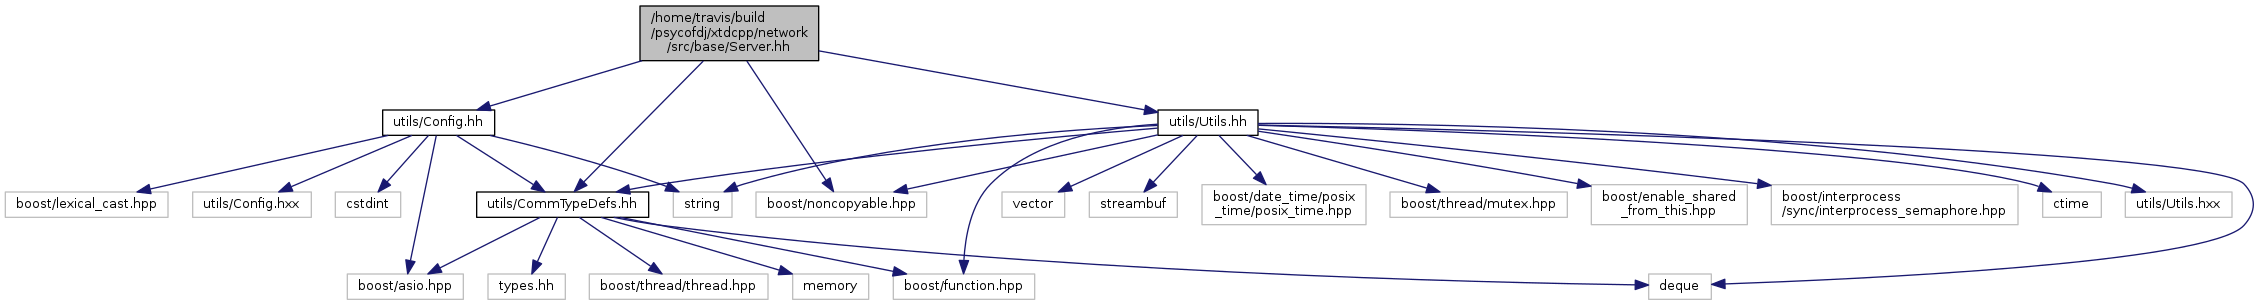 /home/travis/build
/psycofdj/xtdcpp/network
/src/base/Server.hh
utils/Config.hh
utils/Utils.hh
boost/lexical_cast.hpp
utils/Config.hxx
cstdint
utils/CommTypeDefs.hh
string
boost/noncopyable.hpp
vector
streambuf
boost/date_time/posix
_time/posix_time.hpp
boost/thread/mutex.hpp
boost/enable_shared
_from_this.hpp
boost/interprocess
/sync/interprocess_semaphore.hpp
ctime
utils/Utils.hxx
boost/asio.hpp
types.hh
boost/thread/thread.hpp
memory
boost/function.hpp
deque